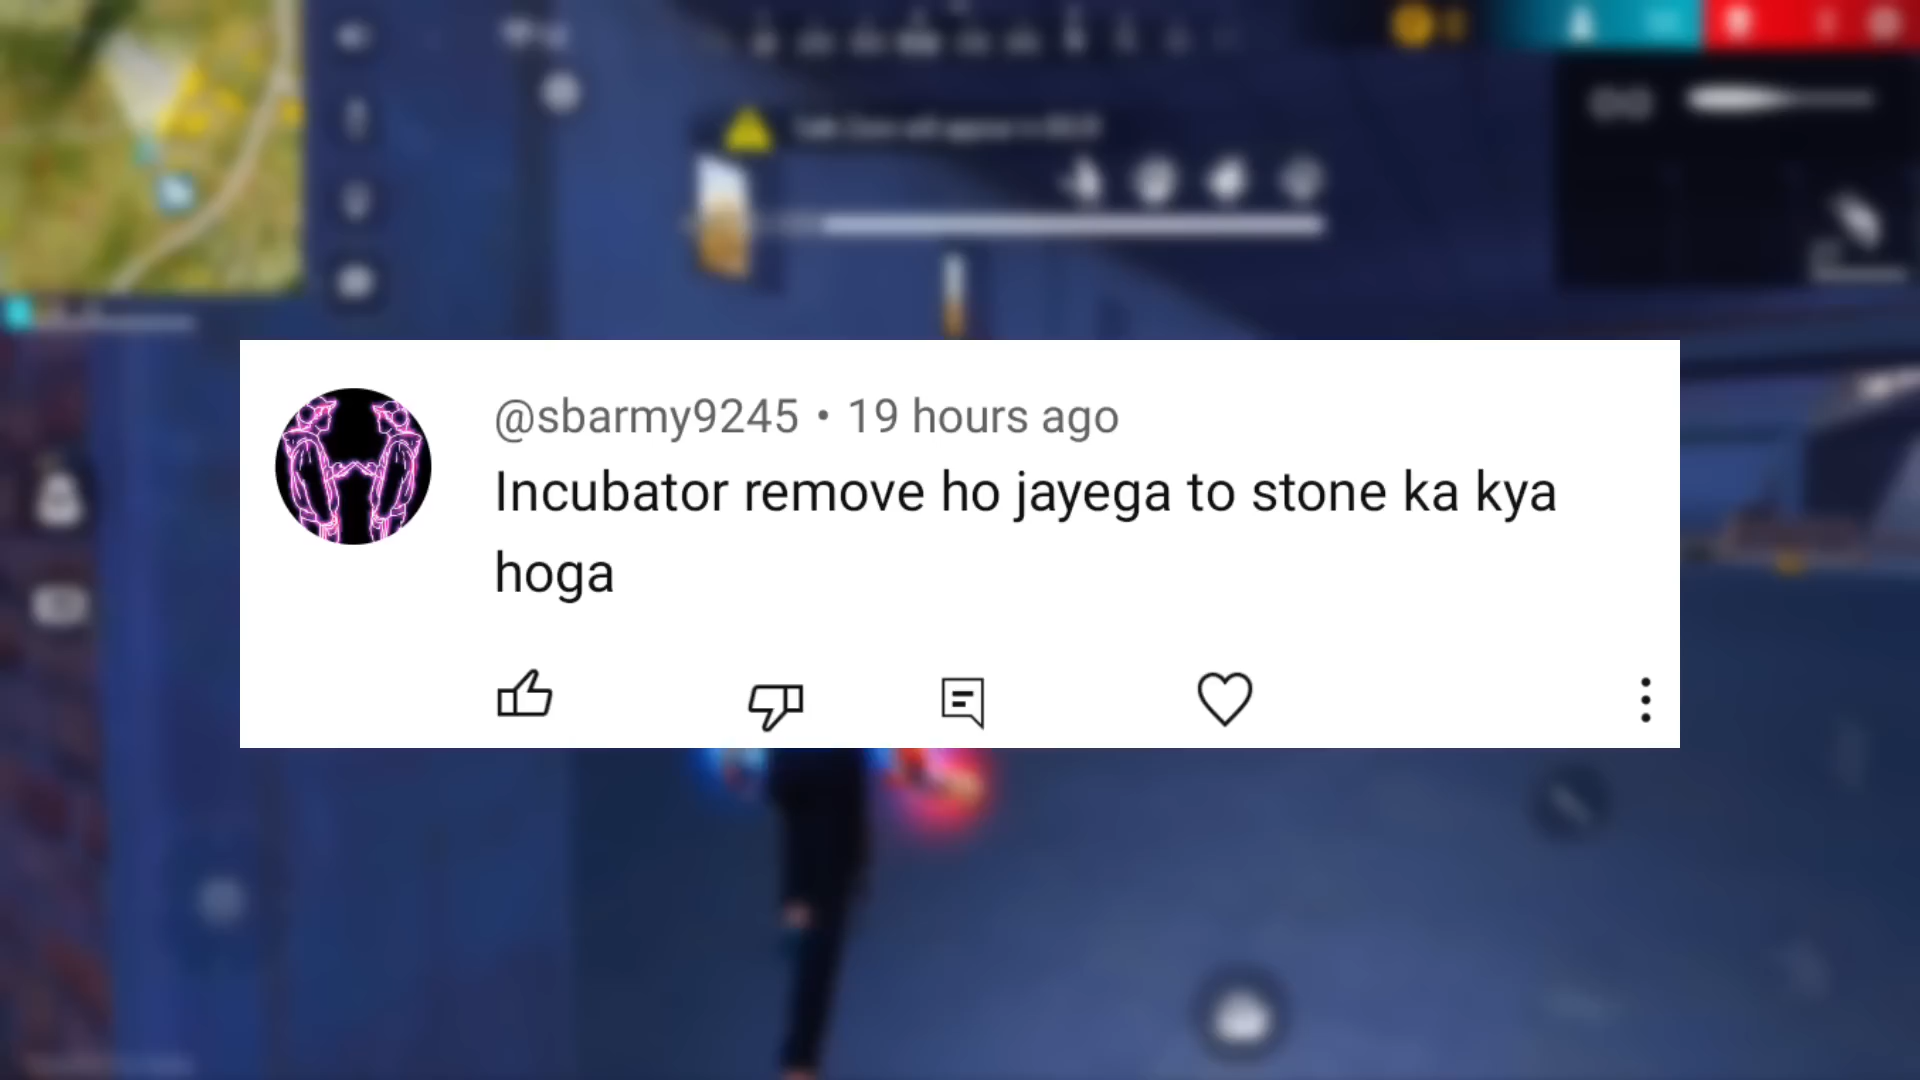 @sbarmy9245 • 19 hours ago
Incubator remove ho jayega to stone ka kya
hoga